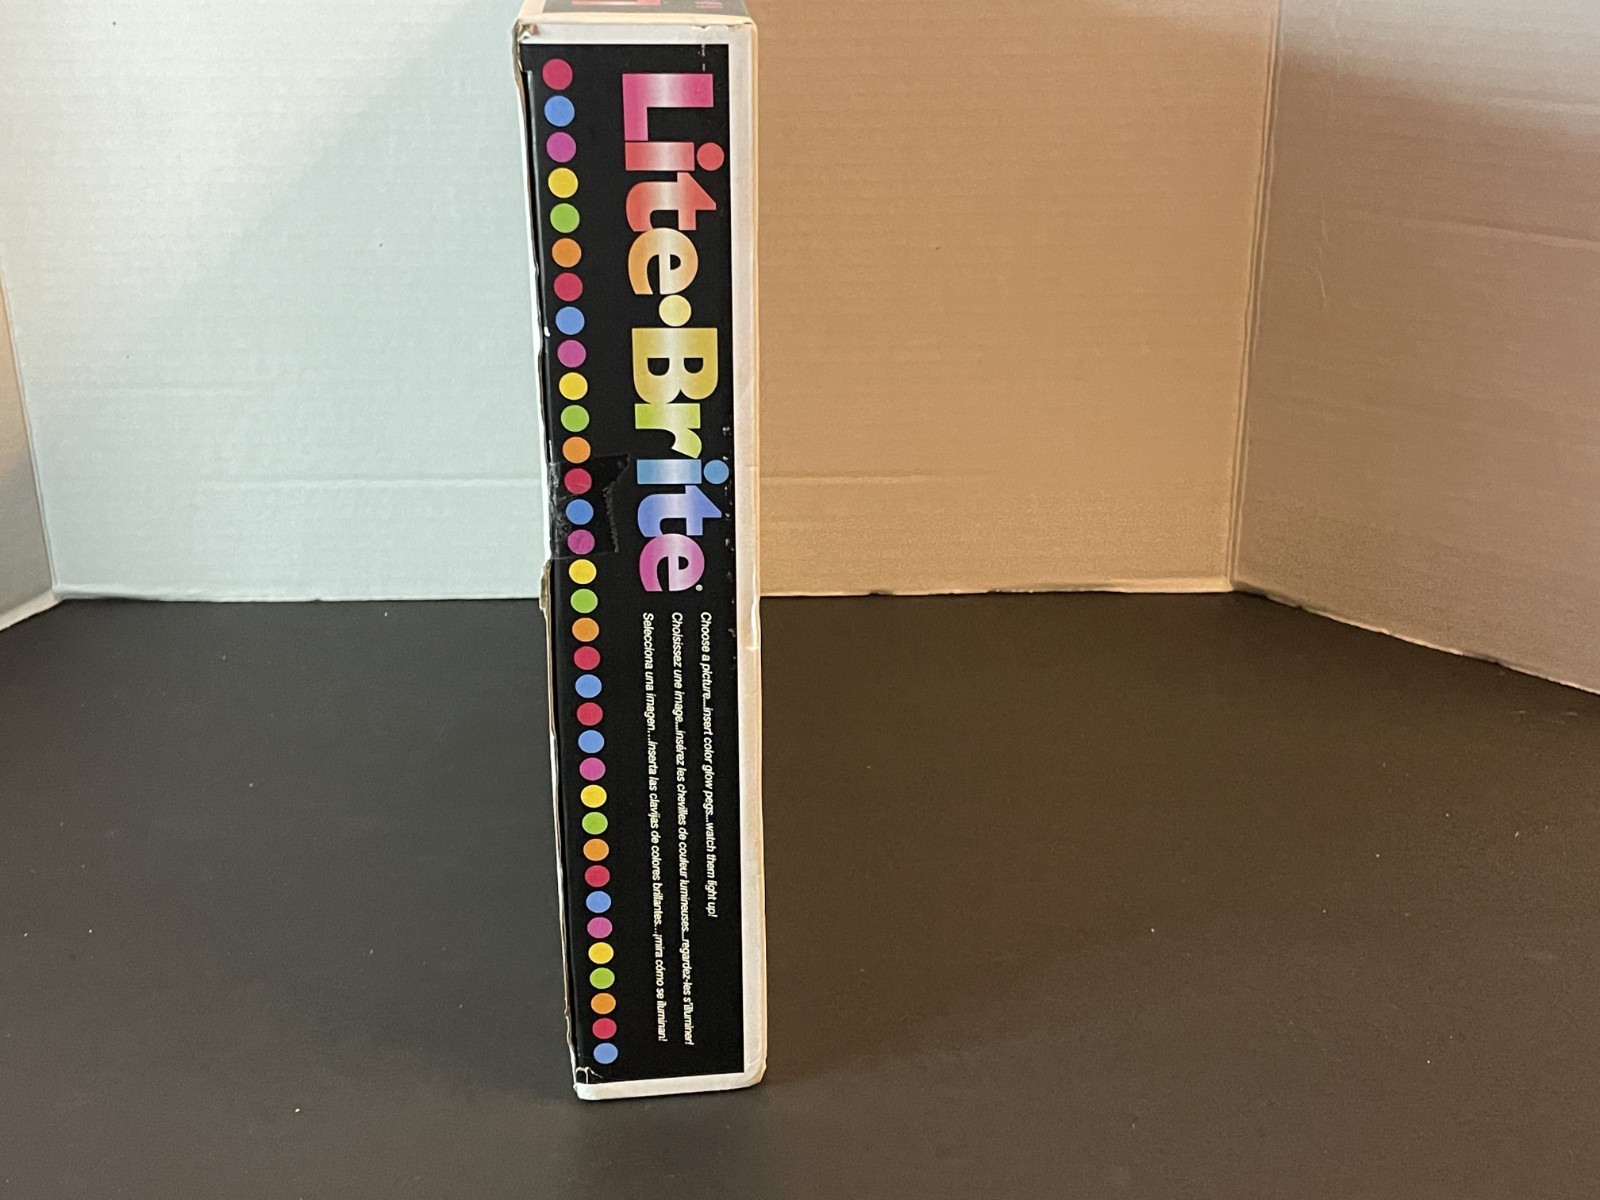 Lite•Brite®
Choose a picture...insert color glow pegs...watch them light up!
Choisissez une image...insérez les chevilles de couleur lumineuses...regardez-les s'illuminer!
Selecciona una imagen...inserta las clavijas de colores brillantes...¡mira cómo se iluminan!